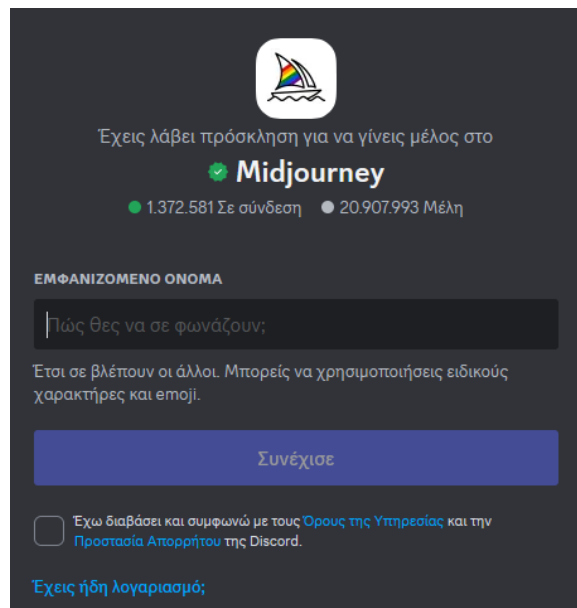 Έχεις λάβει πρόσκληση για να γίνεις μέλος στο
Midjourney
1.372.581 Σε σύνδεση 20.907.993 Μέλη
ΕΜΦΑΝΙΖΟΜΕΝΟ ΟΝΟΜΑ
Πώς θες να σε φωνάζουν;
Έτσι σε βλέπουν οι άλλοι. Μπορείς να χρησιμοποιήσεις ειδικούς
χαρακτήρες και emoji.
Συνέχισε
Έχω διαβάσει και συμφωνώ με τους Όρους της Υπηρεσίας και την
Προστασία Απορρήτου της Discord.
Έχεις ήδη λογαριασμό;